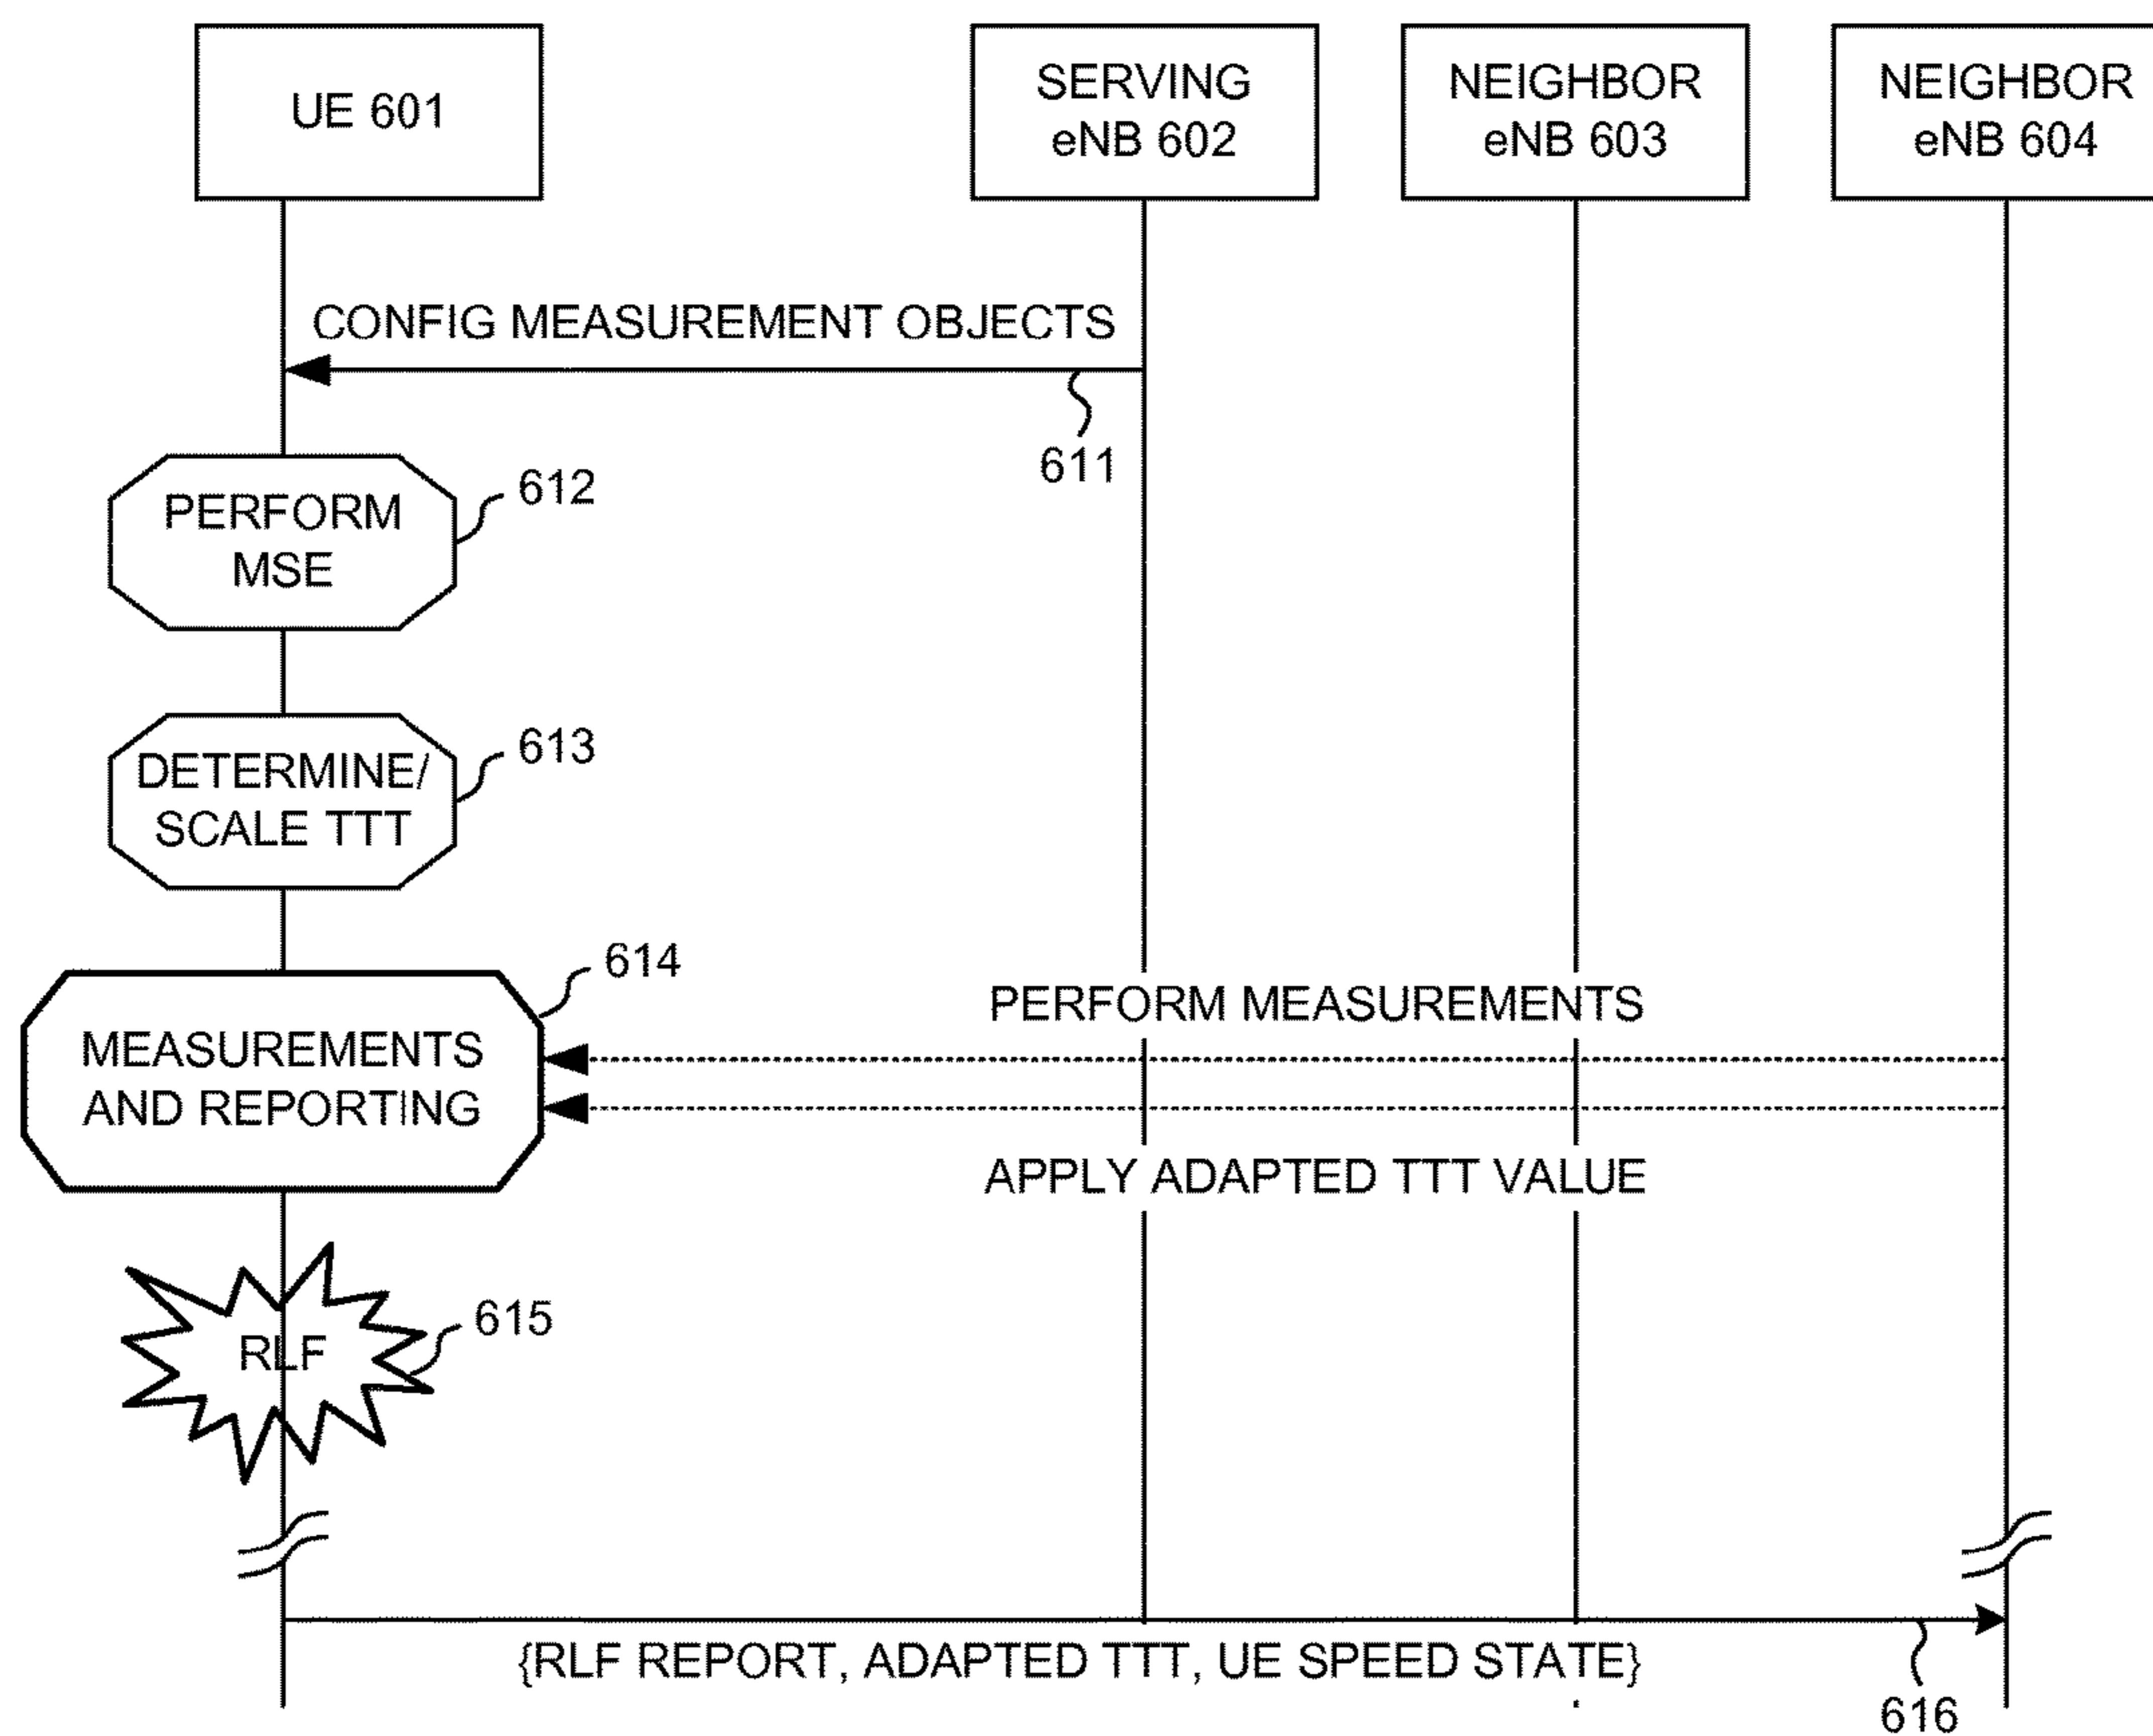 UE 601
SERVING
eNB 602
NEIGHBOR
eNB 603
NEIGHBOR
eNB 604
CONFIG MEASUREMENT OBJECTS
611
PERFORM
MSE
612
DETERMINE/
SCALE TTT
613
MEASUREMENTS
AND REPORTING
614
PERFORM MEASUREMENTS
APPLY ADAPTED TTT VALUE
RLF
615
{RLF REPORT, ADAPTED TTT, UE SPEED STATE}
616